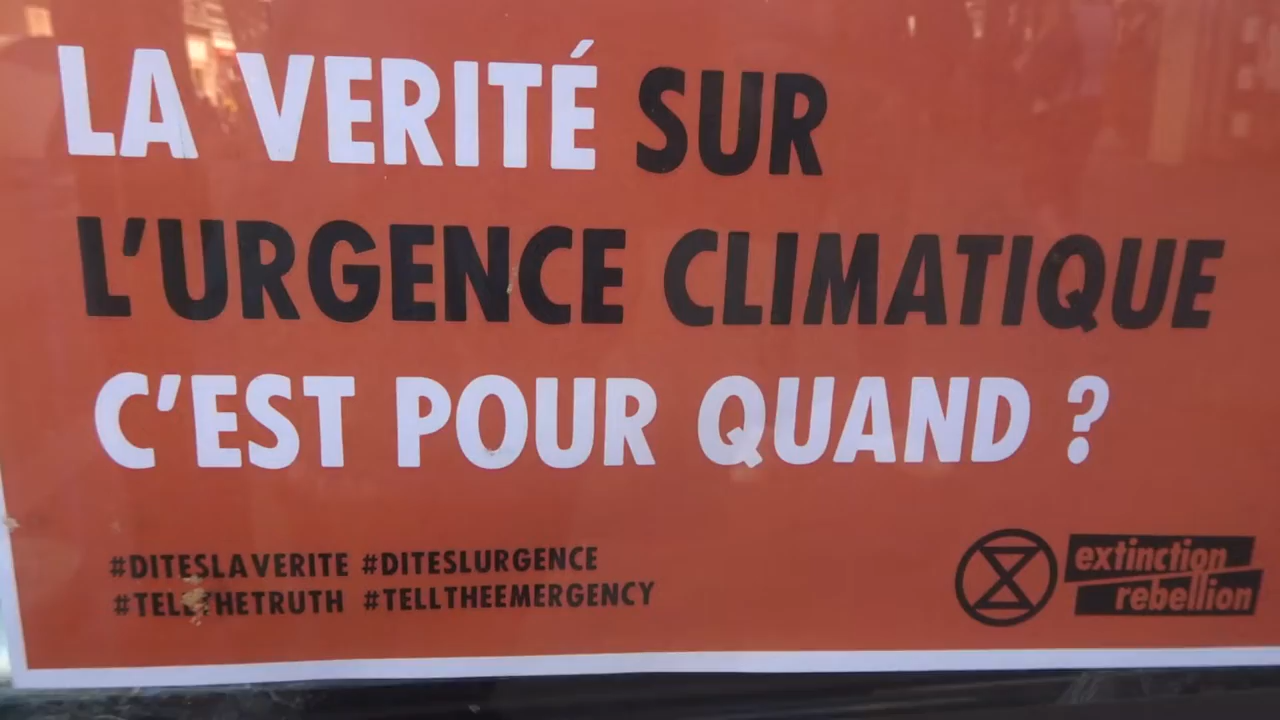 LA VERITÉ SUR
L'URGENCE CLIMATIQUE
C'EST POUR QUAND ?
#DITESLAVERITE #DITESLURGENCE
#TELLTHETRUTH #TELLTHEEMERGENCY
extinction
rebellion